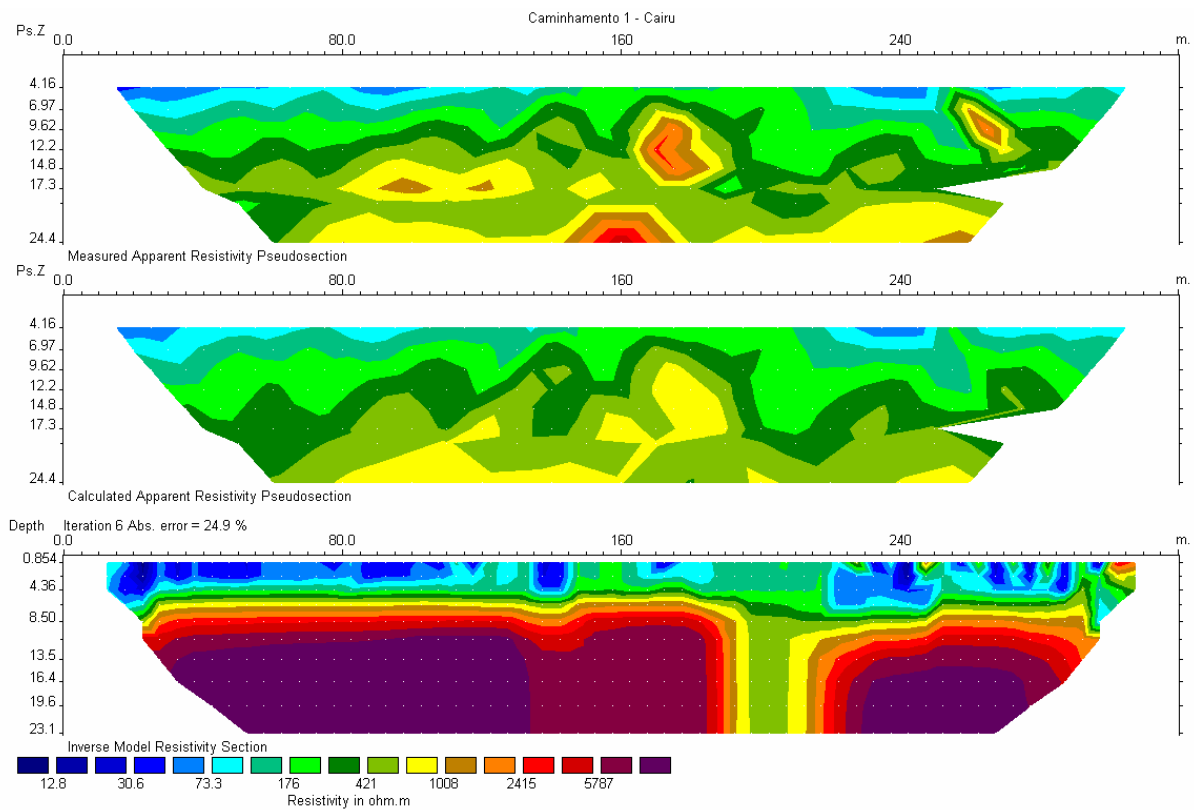 Caminhamento 1 - Cairu
Ps.Z 0.0 80.0 160 240 m.
4.16
6.97
9.62
12.2
14.8
17.3
24.4
Measured Apparent Resistivity Pseudosection
Ps.Z 0.0 80.0 160 240 m.
4.16
6.97
9.62
12.2
14.8
17.3
24.4
Calculated Apparent Resistivity Pseudosection
Depth Iteration 6 Abs. error = 24.9 %
0.0 80.0 160 240 m.
0.854
4.36
8.50
13.5
16.4
19.6
23.1
Inverse Model Resistivity Section
12.8 30.6 73.3 176 421 1008 2415 5787
Resistivity in ohm.m